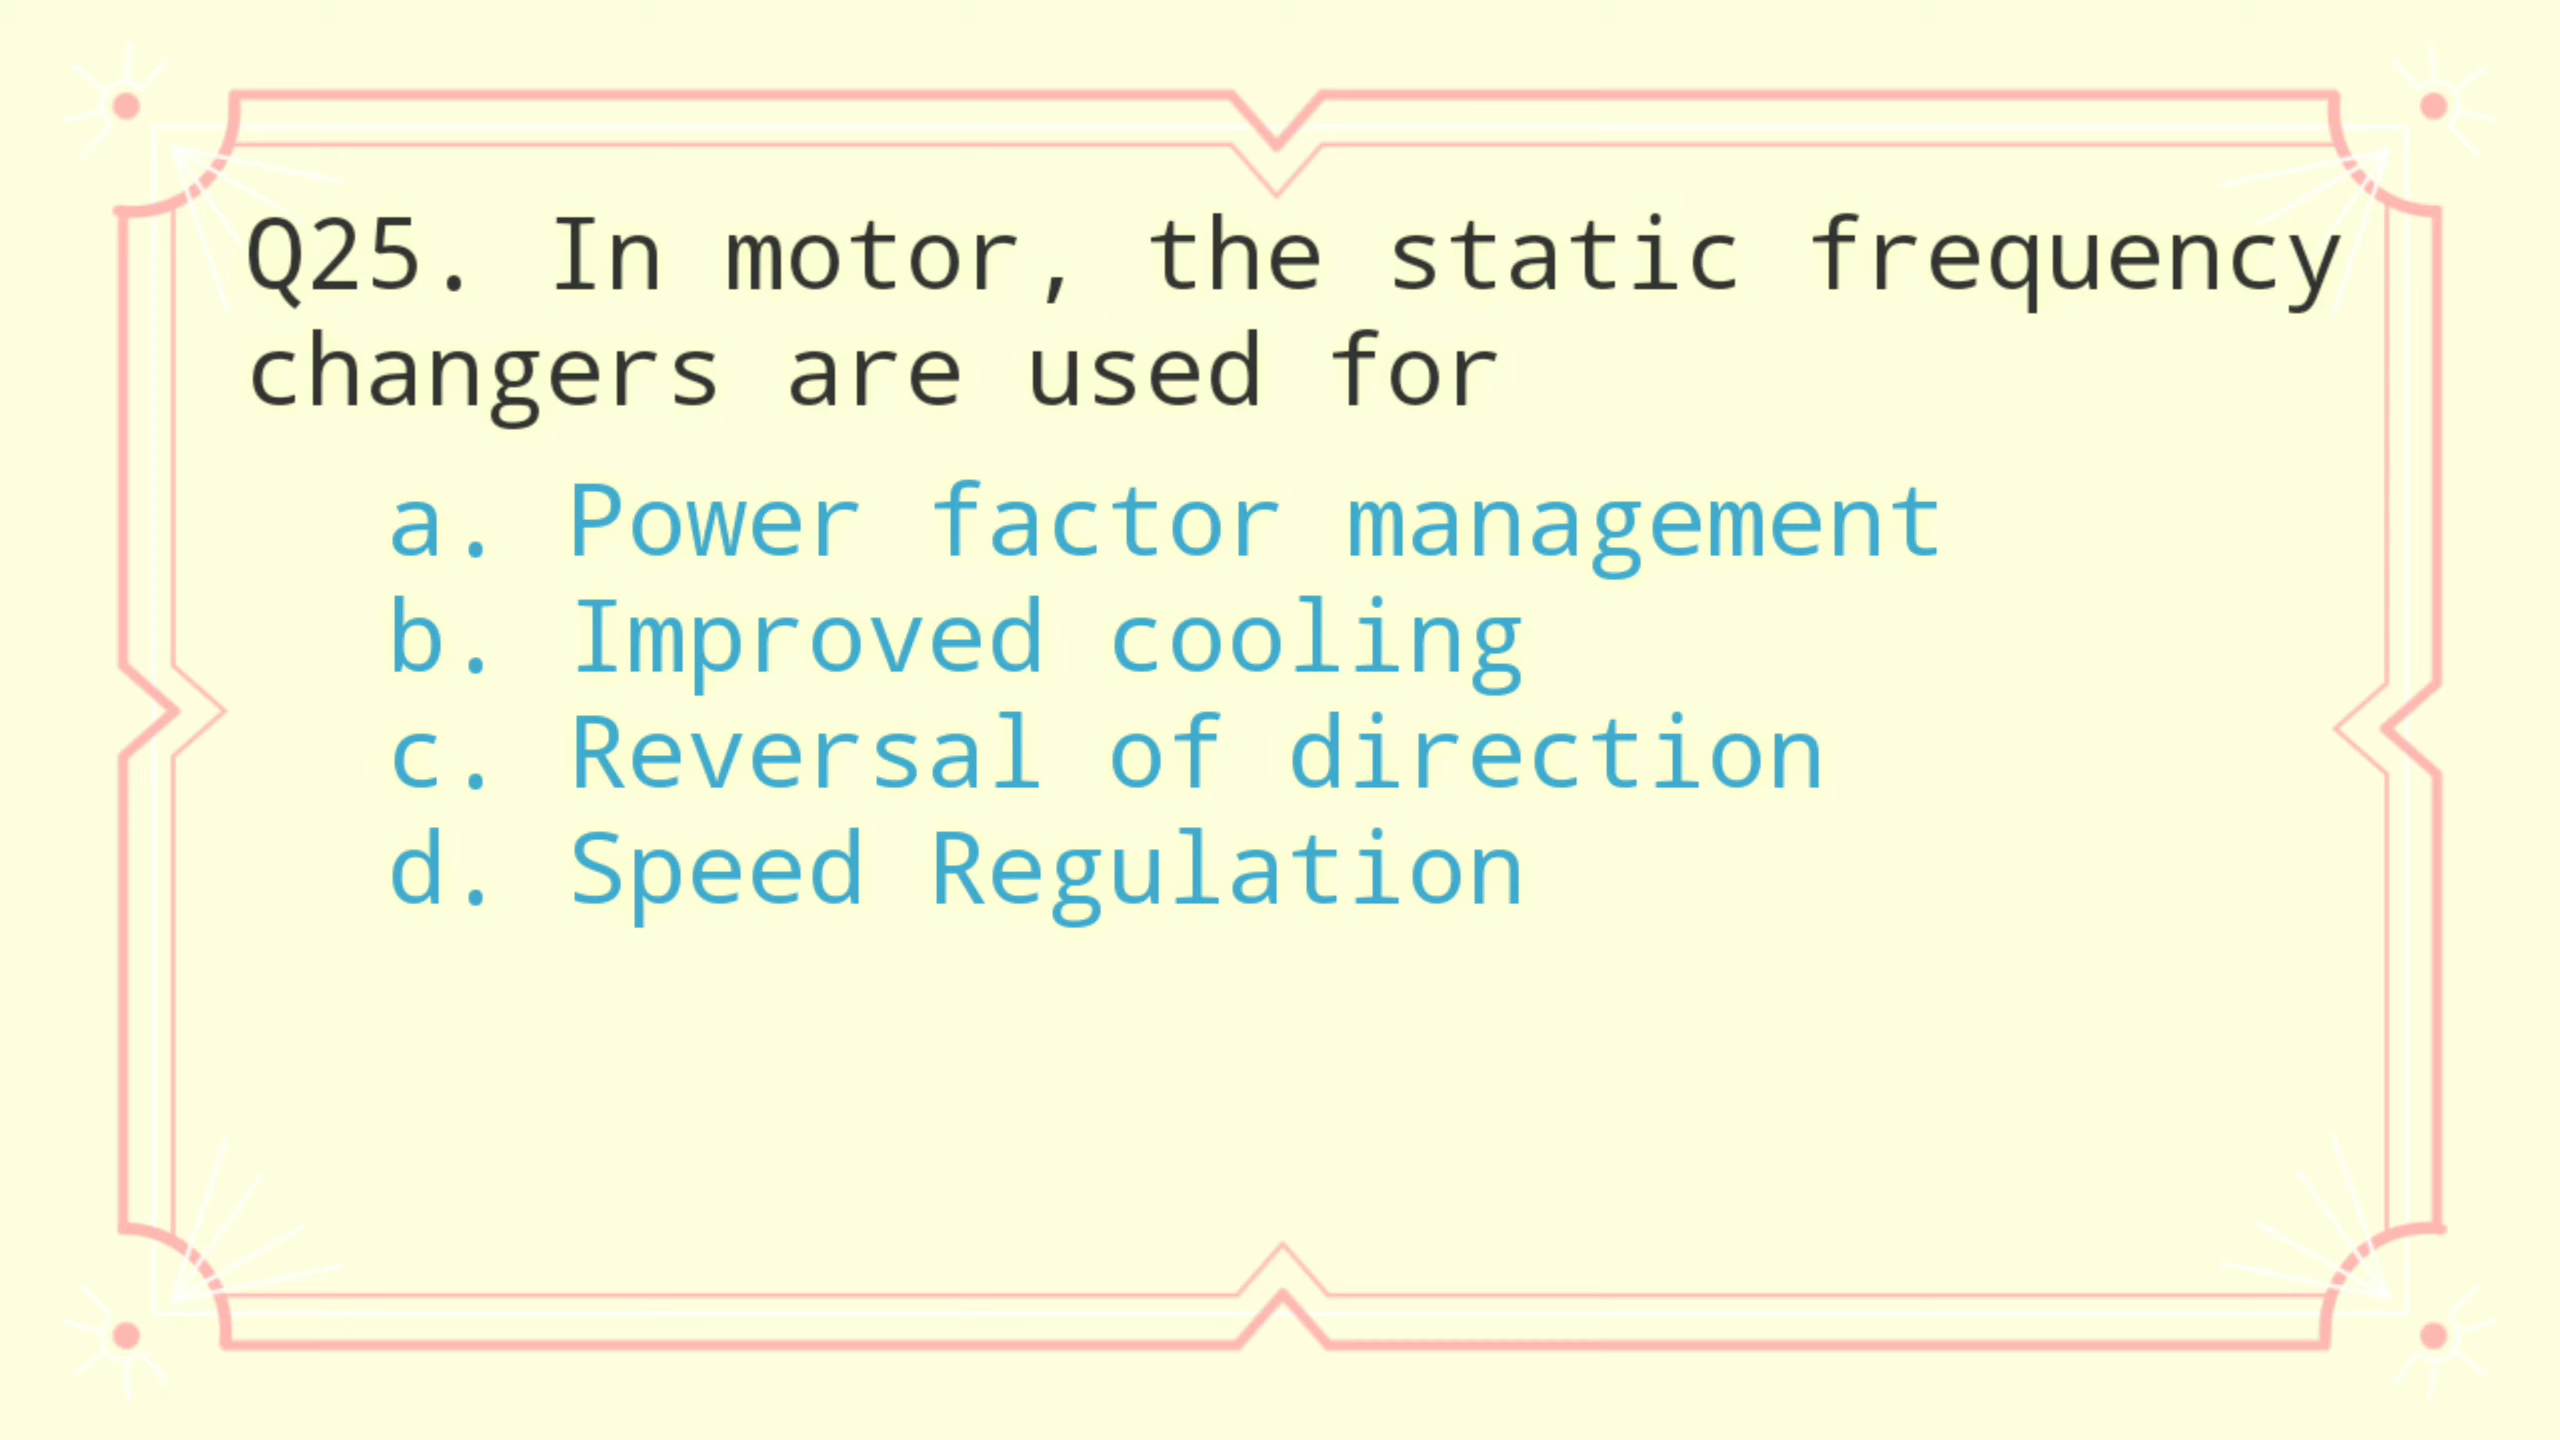 Q25. In motor, the static frequency
changers are used for
a. Power factor management
b. Improved cooling
c. Reversal of direction
d. Speed Regulation